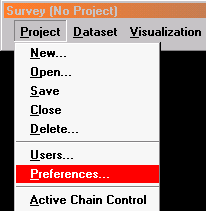 Survey (No Project)
Project Dataset Visualization
New...
Open...
Save
Close
Delete...
Users...
Preferences...
Active Chain Control